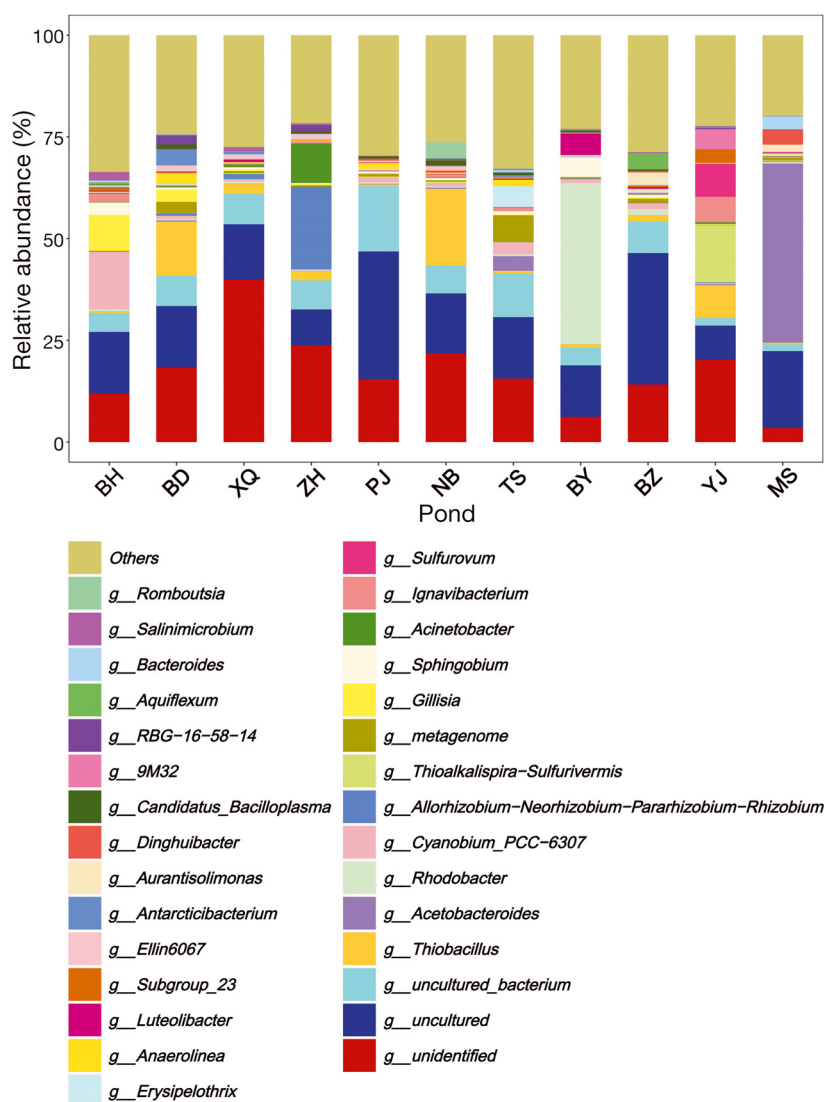 100
75
50
25
0
Relative abundance (%)
BH BD XQ ZH PJ NB TS BY BZ YJ MS
Pond
Others
g__Romboutsia
g__Salinimicrobium
g__Bacteroides
g__Aquiflexum
g__RBG−16−58−14
g__9M32
g__Candidatus_Bacilloplasma
g__Dinghuibacter
g__Aurantisolimonas
g__Antarcticibacterium
g__Ellin6067
g__Subgroup_23
g__Luteolibacter
g__Anaerolinea
g__Erysipelothrix
g__Sulfurovum
g__Ignavibacterium
g__Acinetobacter
g__Sphingobium
g__Gillisia
g__metagenome
g__Thioalkalispira−Sulfurivermis
g__Allorhizobium−Neorhizobium−Pararhizobium−Rhizobium
g__Cyanobium_PCC−6307
g__Rhodobacter
g__Acetobacteroides
g__Thiobacillus
g__uncultured_bacterium
g__uncultured
g__unidentified